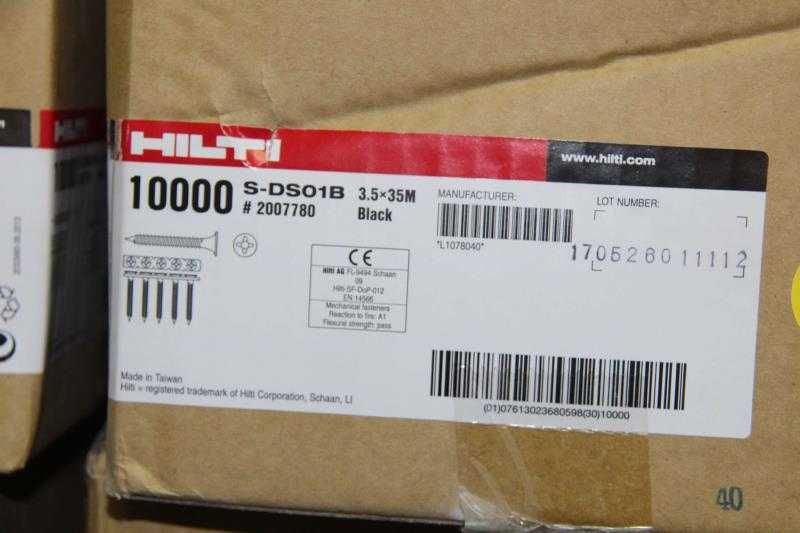 HILTI
www.hilti.com
10000 S-DS01B 3.5×35M
# 2007780 Black
MANUFACTURER:
*L1078040*
LOT NUMBER:
17052601112
CE
Hilti AG FL-9494 Schaan
09
Hilti-SF-DoP-012
EN 14566
Mechanical fasteners
Reaction to fire: A1
Flexural strength: pass
Made in Taiwan
Hilti = registered trademark of Hilti Corporation, Schaan, LI
(01)07613023680598(30)10000
40